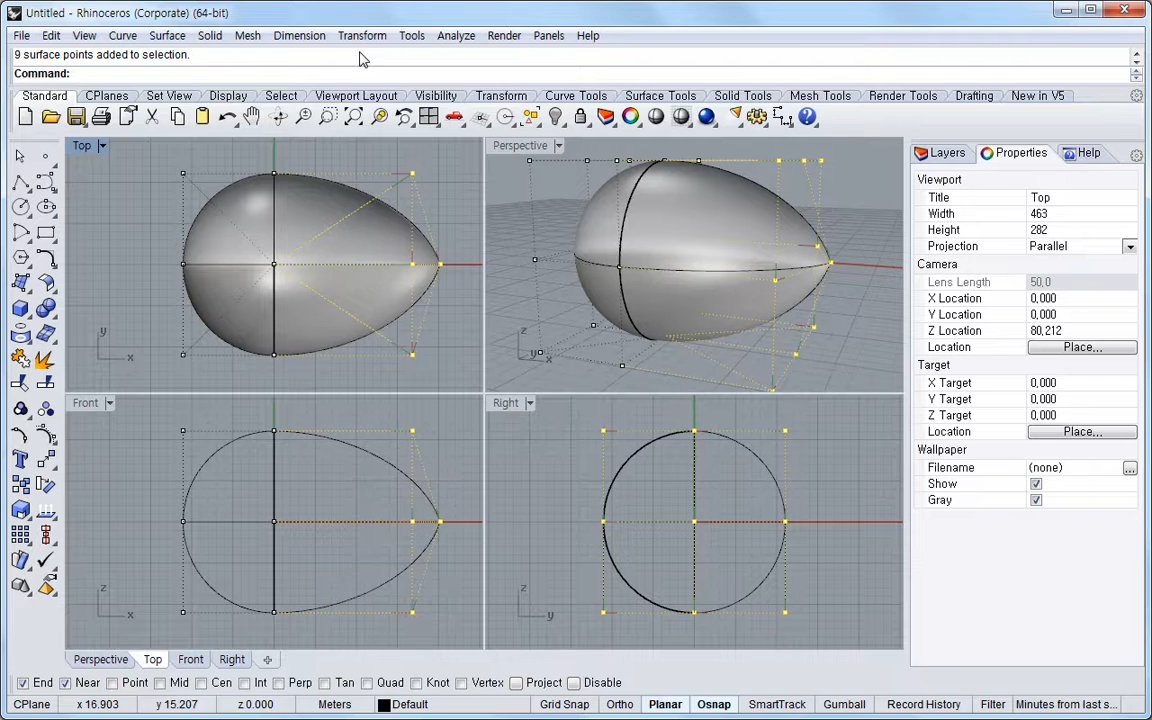 Untitled - Rhinoceros (Corporate) (64-bit)
File Edit View Curve Surface Solid Mesh Dimension Transform Tools Analyze Render Panels Help
9 surface points added to selection.
Command:
Standard CPlanes Set View Display Select Viewport Layout Visibility Transform Curve Tools Surface Tools Solid Tools Mesh Tools Render Tools Drafting New in V5
Top
Perspective
Front
Right
y
x
z
x
z
x
z
y
Layers Properties Help
Viewport
Title Top
Width 463
Height 282
Projection Parallel
Camera
Lens Length 50,0
X Location 0,000
Y Location 0,000
Z Location 80,212
Location Place...
Target
X Target 0,000
Y Target 0,000
Z Target 0,000
Location Place...
Wallpaper
Filename (none) ...
Show
Gray
Perspective Top Front Right
End Near Point Mid Cen Int Perp Tan Quad Knot Vertex Project Disable
CPlane x 16.903 y 15.207 z 0.000 Meters Default Grid Snap Ortho Planar Osnap SmartTrack Gumball Record History Filter Minutes from last s...